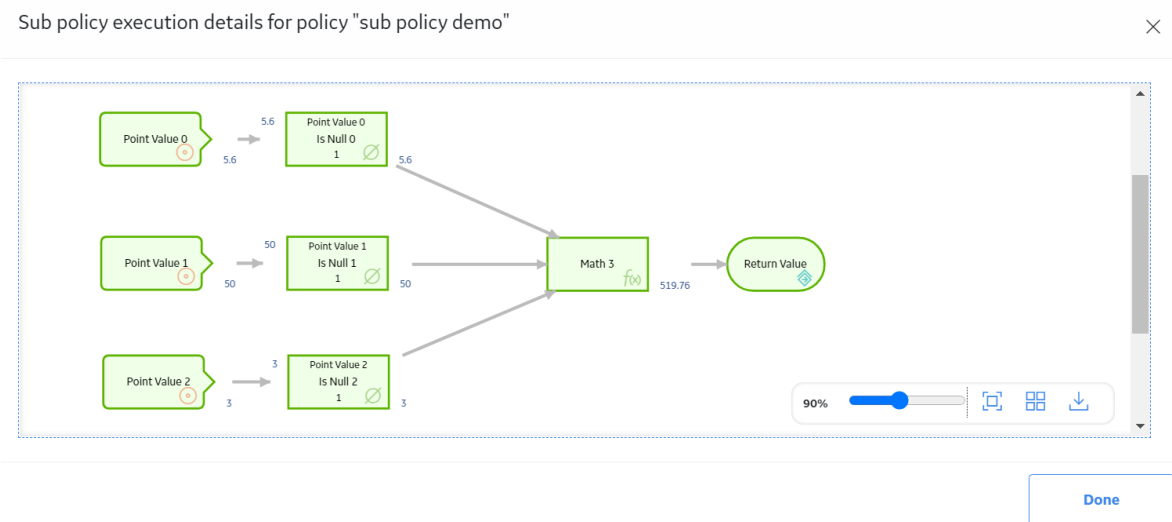 Sub policy execution details for policy "sub policy demo"
5.6
Point Value 0
Point Value 0
Is Null 0
1
5.6
5.6
50
Point Value 1
Point Value 1
Is Null 1
1
50
50
Math 3
f(x)
519.76
Return Value
3
Point Value 2
Point Value 2
Is Null 2
1
3
3
90%
Done